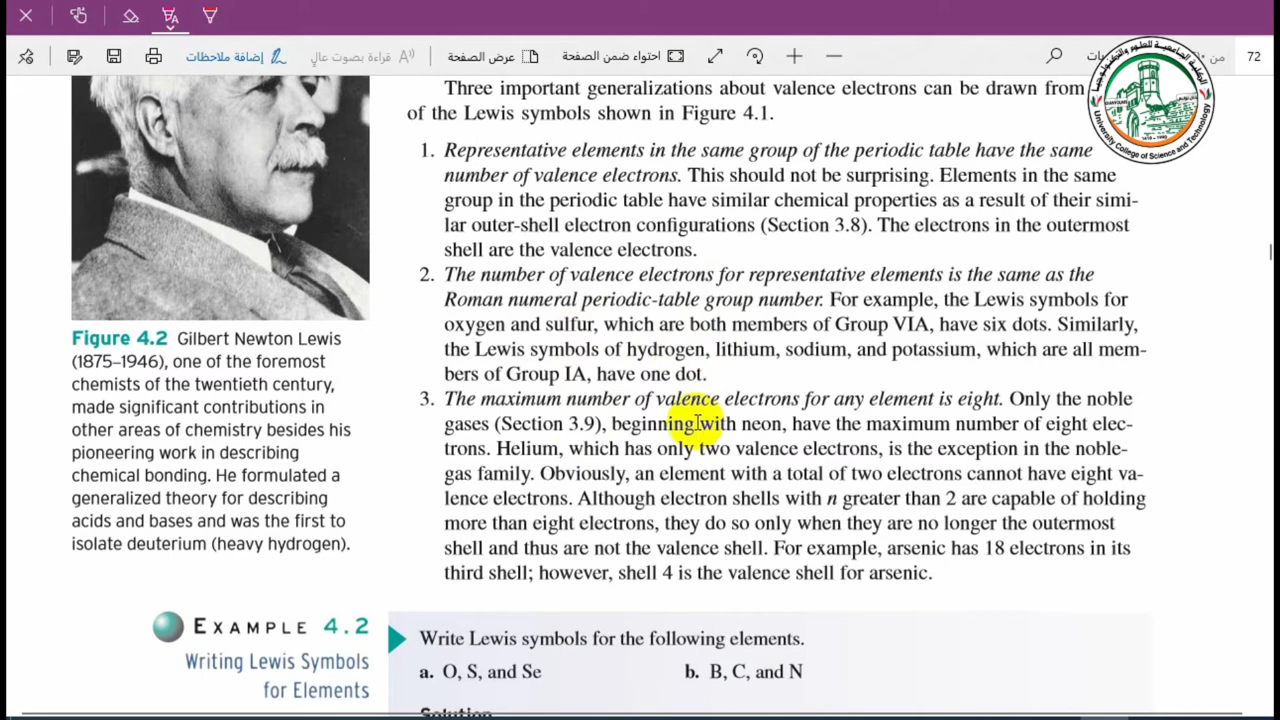 إضافة ملاحظات
قراءة بصوت عالٍ
عرض الصفحة
احتواء ضمن الصفحة
من
72
Three important generalizations about valence electrons can be drawn from
of the Lewis symbols shown in Figure 4.1.
1. Representative elements in the same group of the periodic table have the same
number of valence electrons. This should not be surprising. Elements in the same
group in the periodic table have similar chemical properties as a result of their simi-
lar outer-shell electron configurations (Section 3.8). The electrons in the outermost
shell are the valence electrons.
2. The number of valence electrons for representative elements is the same as the
Roman numeral periodic-table group number. For example, the Lewis symbols for
oxygen and sulfur, which are both members of Group VIA, have six dots. Similarly,
the Lewis symbols of hydrogen, lithium, sodium, and potassium, which are all mem-
bers of Group IA, have one dot.
3. The maximum number of valence electrons for any element is eight. Only the noble
gases (Section 3.9), beginning with neon, have the maximum number of eight elec-
trons. Helium, which has only two valence electrons, is the exception in the noble-
gas family. Obviously, an element with a total of two electrons cannot have eight va-
lence electrons. Although electron shells with n greater than 2 are capable of holding
more than eight electrons, they do so only when they are no longer the outermost
shell and thus are not the valence shell. For example, arsenic has 18 electrons in its
third shell; however, shell 4 is the valence shell for arsenic.
Figure 4.2 Gilbert Newton Lewis
(1875–1946), one of the foremost
chemists of the twentieth century,
made significant contributions in
other areas of chemistry besides his
pioneering work in describing
chemical bonding. He formulated a
generalized theory for describing
acids and bases and was the first to
isolate deuterium (heavy hydrogen).
EXAMPLE 4.2
Writing Lewis Symbols
for Elements
Write Lewis symbols for the following elements.
a. O, S, and Se
b. B, C, and N
Solution
University College of Science and Technology